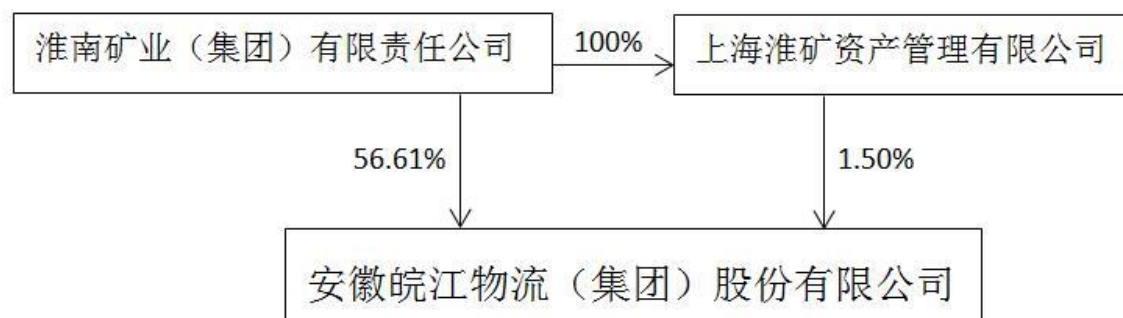 淮南矿业（集团）有限责任公司
100%
上海淮矿资产管理有限公司
56.61%
1.50%
安徽皖江物流（集团）股份有限公司